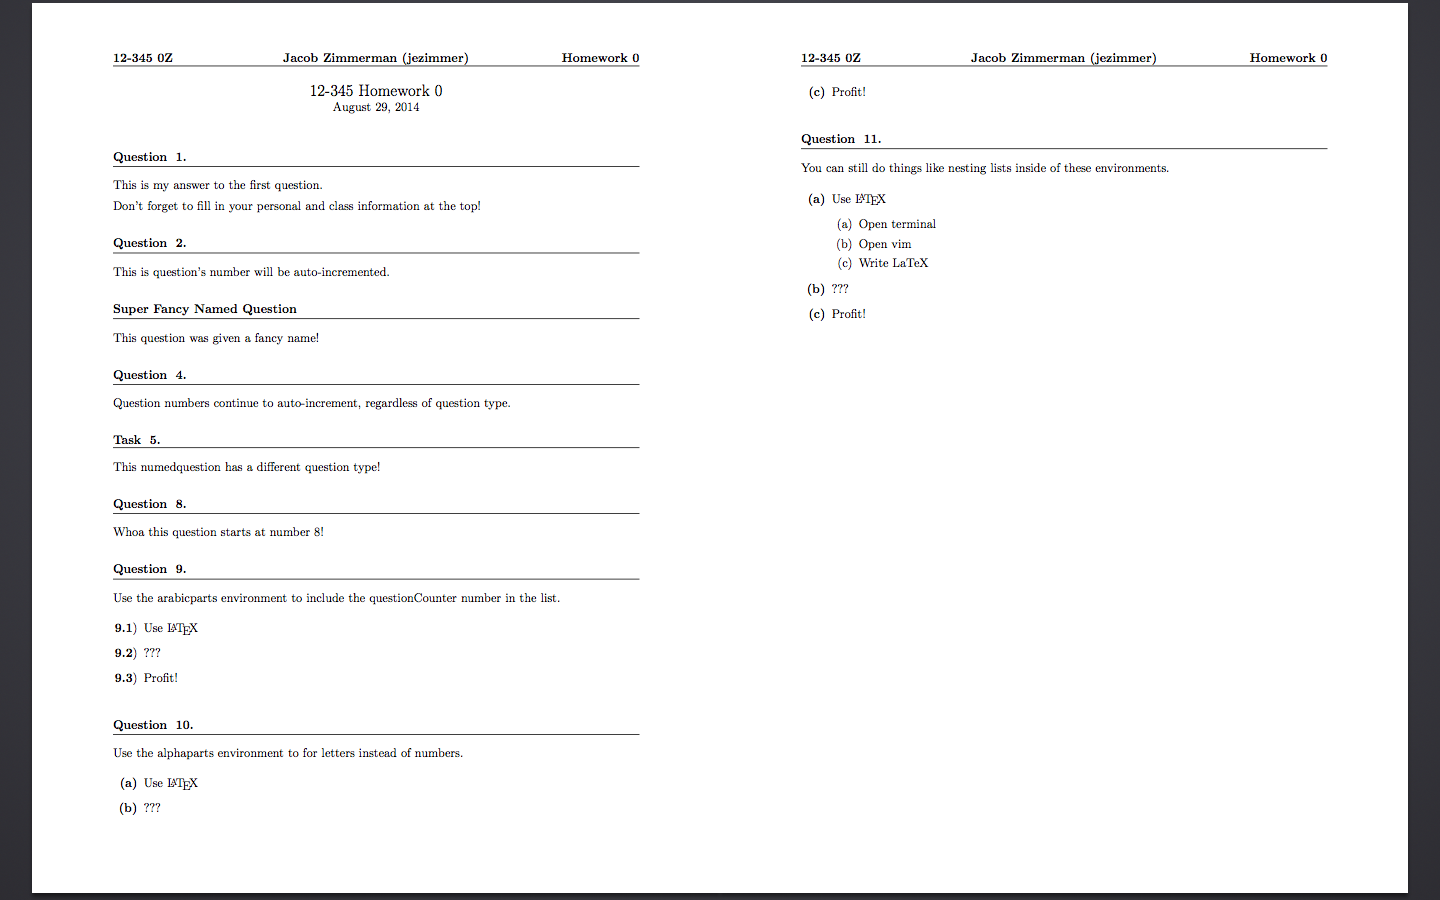 12-345 0Z Jacob Zimmerman (jezimmer) Homework 0
12-345 Homework 0
August 29, 2014
Question 1.
This is my answer to the first question.
Don't forget to fill in your personal and class information at the top!
Question 2.
This is question's number will be auto-incremented.
Super Fancy Named Question
This question was given a fancy name!
Question 4.
Question numbers continue to auto-increment, regardless of question type.
Task 5.
This numedquestion has a different question type!
Question 8.
Whoa this question starts at number 8!
Question 9.
Use the arabicparts environment to include the questionCounter number in the list.
9.1) Use LATEX
9.2) ???
9.3) Profit!
Question 10.
Use the alphaparts environment to for letters instead of numbers.
(a) Use LATEX
(b) ???
12-345 0Z Jacob Zimmerman (jezimmer) Homework 0
(c) Profit!
Question 11.
You can still do things like nesting lists inside of these environments.
(a) Use LATEX
(a) Open terminal
(b) Open vim
(c) Write LaTeX
(b) ???
(c) Profit!